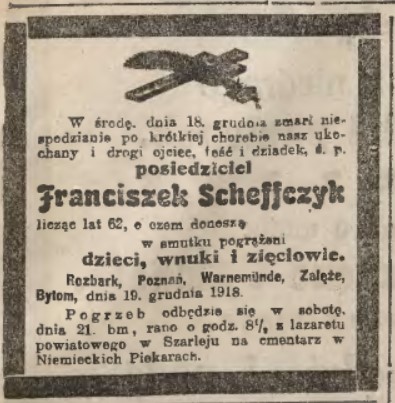 W środę, dnia 18. grudnia zmarł nie-
spodzianie po krótkiej chorobie nasz uko-
chany i drogi ojciec, teść i dziadek, ś. p.
posiedziciel
Franciszek Scheffczyk
licząc lat 62, o czem donoszą
w smutku pogrążeni
dzieci, wnuki i zięciowie.
Rozbark, Poznań, Warnemünde, Załęże,
Bytom, dnia 19. grudnia 1918.
Pogrzeb odbędzie się w sobotę,
dnia 21. bm, rano o godz. z lazaretu
powiatowego w Szarleju na cmentarz w
Niemieckich Piekarach.